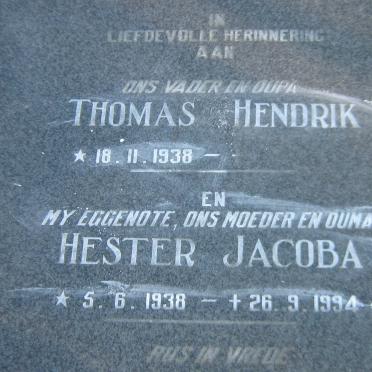 IN
LIEFDEVOLLE HERINNERING
AAN
ONS VADER EN OUPA
THOMAS HENDRIK
★ 18.11.1938 –
EN
MY EGGENOTE, ONS MOEDER EN OUMA
HESTER JACOBA
★ 5.6.1938 – ✝ 26.9.1994
RUS IN VREDE